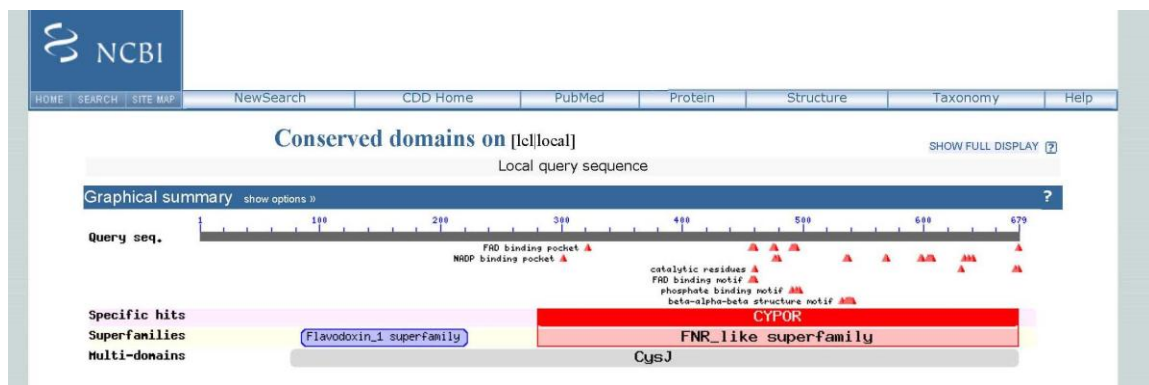 NCBI
HOME SEARCH SITE MAP NewSearch CDD Home PubMed Protein Structure Taxonomy Help
Conserved domains on [lcl|local]
SHOW FULL DISPLAY ?
Local query sequence
Graphical summary show options » ?
1 100 200 300 400 500 600 679
Query seq.
FAD binding pocket
NADP binding pocket
catalytic residues
FAD binding motif
phosphate binding motif
beta-alpha-beta structure motif
Specific hits CYPOR
Superfamilies Flavodox_1 superfamily FNR_like superfamily
Multi-domains CysJ